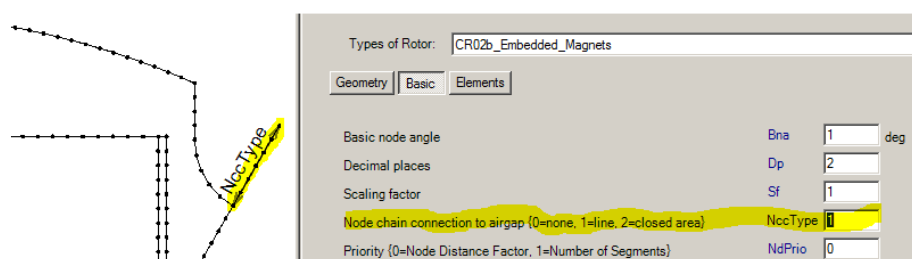 NccType
Types of Rotor: CR02b_Embedded_Magnets
Geometry Basic Elements
Basic node angle Bna 1 deg
Decimal places Dp 2
Scaling factor Sf 1
Node chain connection to airgap {0=none, 1=line, 2=closed area} NccType 1
Priority {0=Node Distance Factor, 1=Number of Segments} NdPrio 0